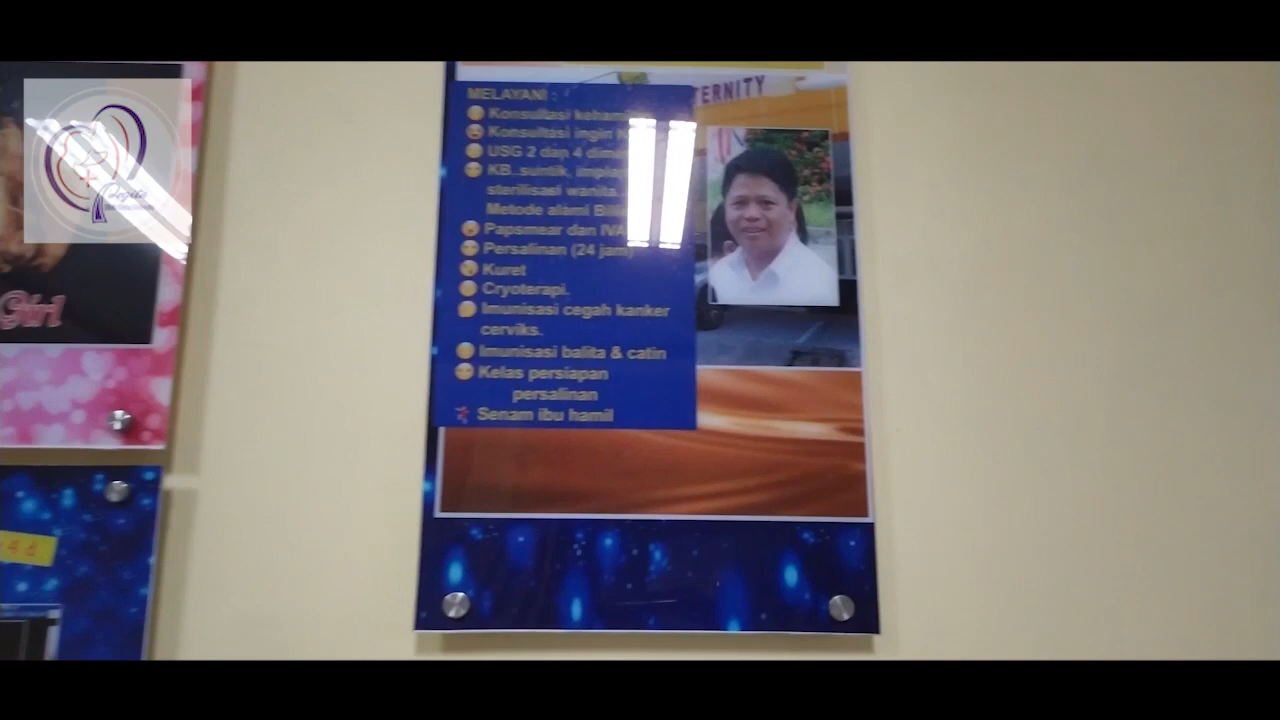 MELAYANI :
Konsultasi
Konsultasi ingin
USG 2 dan 4
KB..suntik,
sterilisasi wanita.
Metode alami
Papsmear dan IVA
Persalinan (24 jam)
Kuret
Cryoterapi.
Imunisasi cegah kanker
cerviks.
Imunisasi balita & catin
Kelas persiapan
persalinan
Senam ibu hamil
Girl